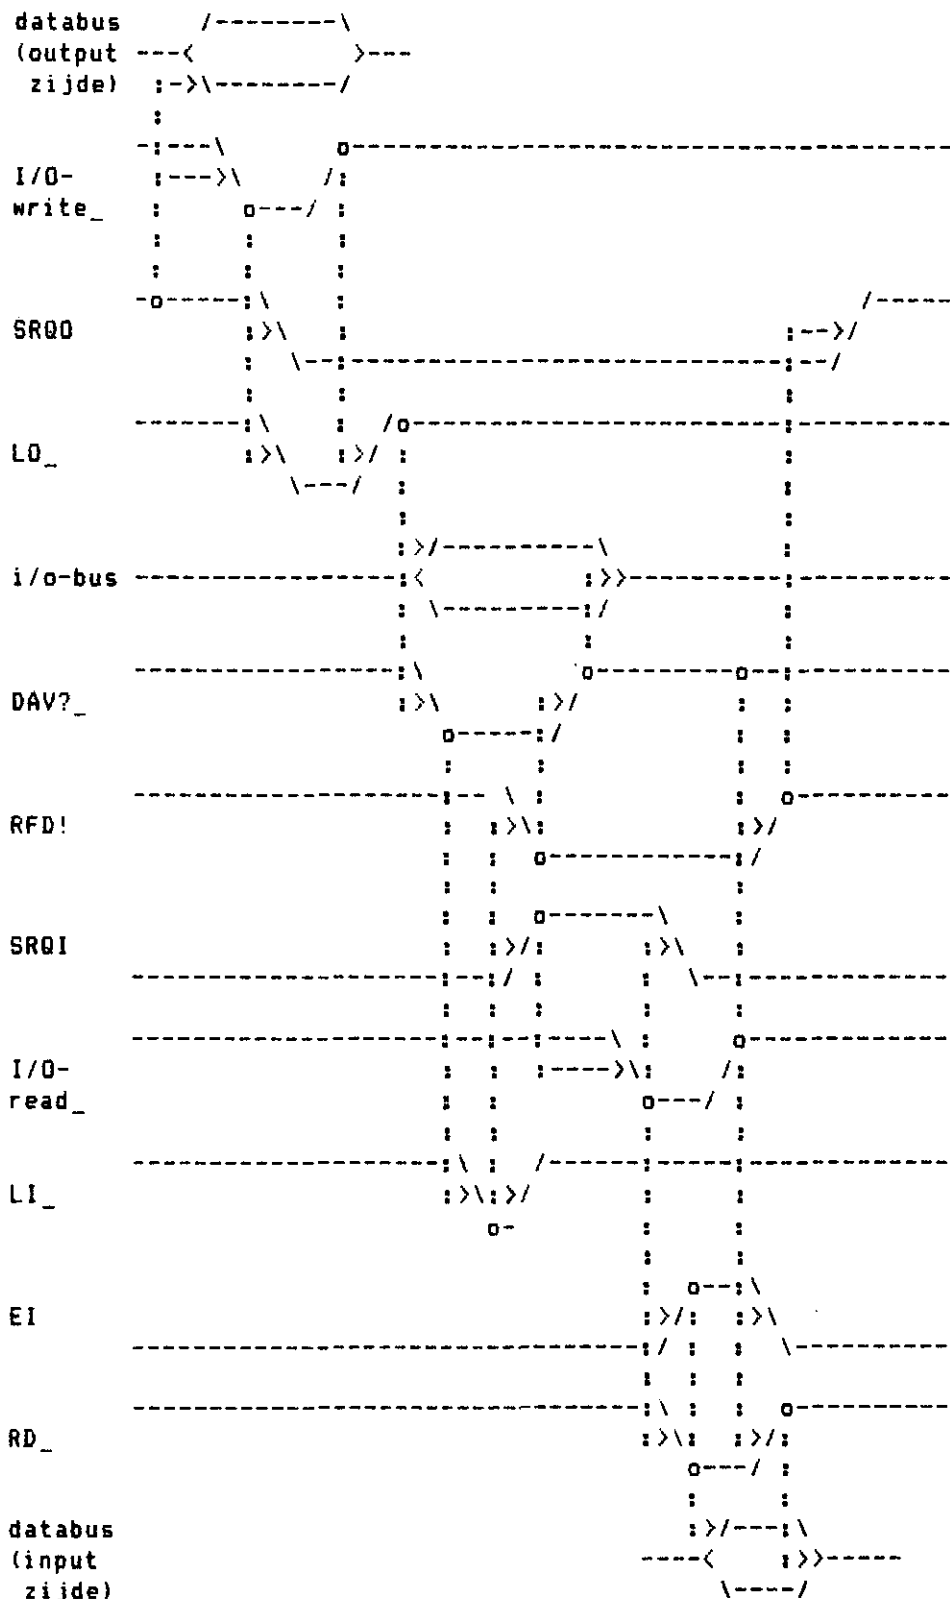 databus
(output
zijde)
I/O-
write_
SRQO
LO_
i/o-bus
DAV?_
RFD!
SRQI
I/O-
read_
LI_
EI
RD_
databus
(input
zijde)